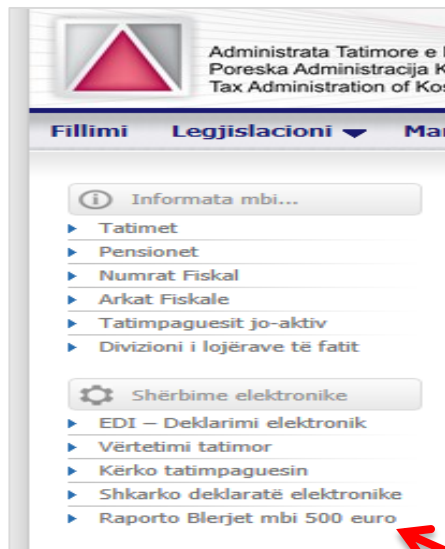 Administrata Tatimore e
Poreska Administracija
Tax Administration of
Fillimi Legjislacioni
Informata mbi...
Tatimet
Pensionet
Numrat Fiskal
Arkat Fiskale
Tatimpaguesit jo-aktiv
Divizioni i lojërave të fatit
Shërbime elektronike
EDI – Deklarimi elektronik
Vërtetimi tatimor
Kërko tatimpaguesin
Shkarko deklaratë elektronike
Raporto Blerjet mbi 500 euro